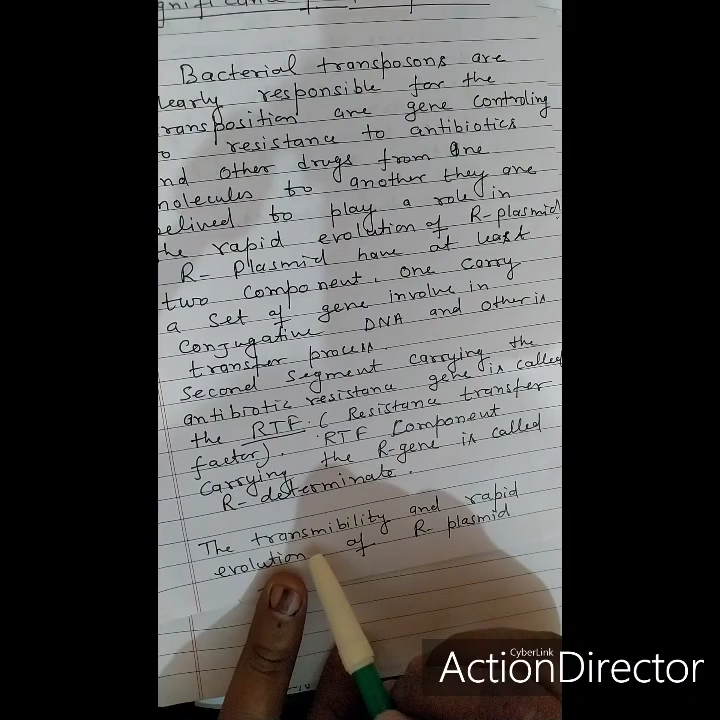 Bacterial transposons are
learly responsible for the
ransposition are gene controling
to resistance to antibiotics
nd other drugs from one
nolecules to another they are
belived to play a role in
the rapid evolution of R-plasmid
R- Plasmid have at least
two component. one carry
a set of gene involve in
conjugative DNA and other is
transfer process
second segment carrying the
antibiotic resistance gene is called
the RTF. ( Resistance transfer
factor). RTF Component
Carrying the R-gene is called
R- determinate.
The transmibility and rapid
evolution of R plasmid
CyberLink
ActionDirector